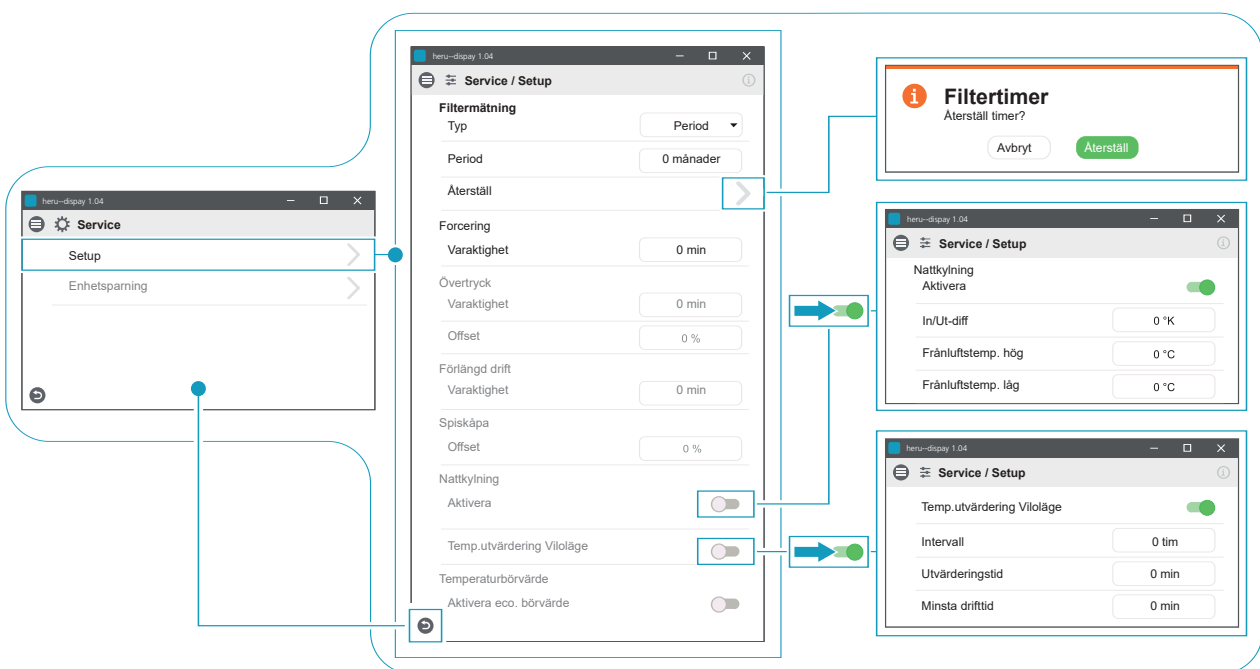 heru--dispay 1.04
Service
Setup
Enhetsparning
heru--dispay 1.04
Service / Setup
Filtermätning
Typ Period
Period 0 månader
Återställ
Forcering
Varaktighet 0 min
Övertryck
Varaktighet 0 min
Offset 0 %
Förlängd drift
Varaktighet 0 min
Spiskåpa
Offset 0 %
Nattkylning
Aktivera
Temp.utvärdering Viloläge
Temperaturbörvärde
Aktivera eco. börvärde
Filtertimer
Återställ timer?
Avbryt Återställ
heru--dispay 1.04
Service / Setup
Nattkylning
Aktivera
In/Ut-diff 0 °K
Frånluftstemp. hög 0 °C
Frånluftstemp. låg 0 °C
heru--dispay 1.04
Service / Setup
Temp.utvärdering Viloläge
Intervall 0 tim
Utvärderingstid 0 min
Minsta drifttid 0 min